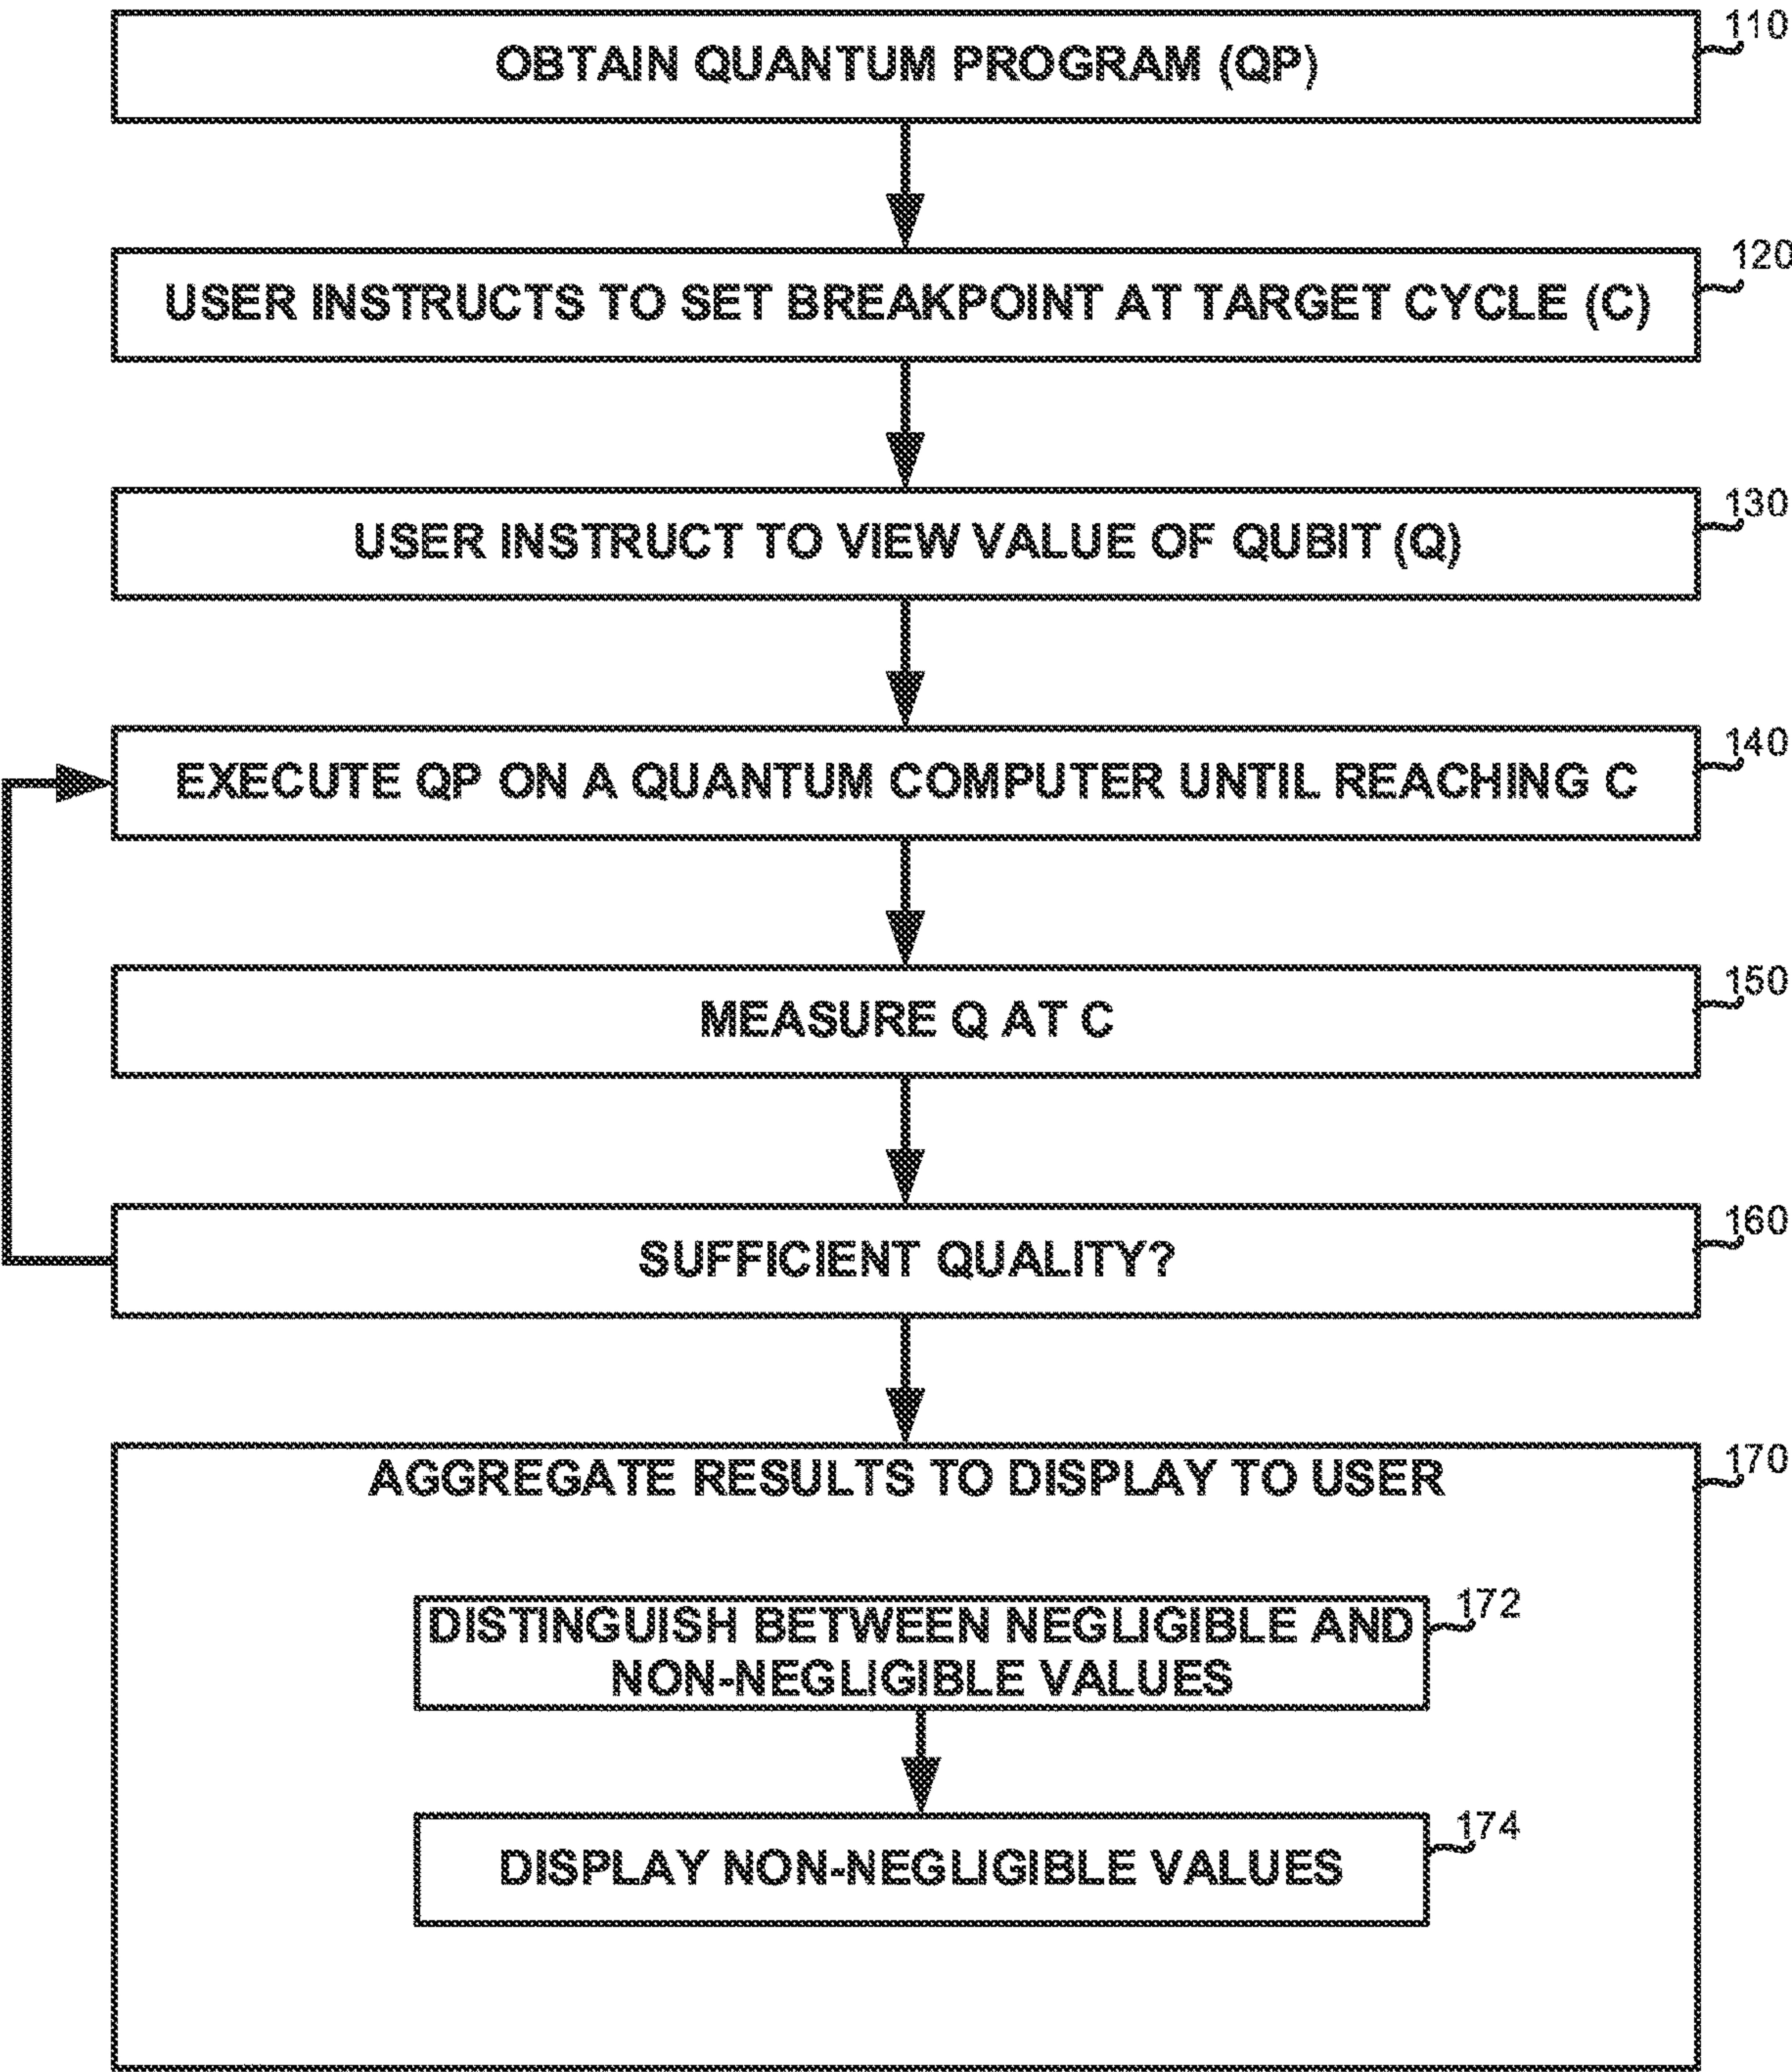 110
OBTAIN QUANTUM PROGRAM (QP)
120
USER INSTRUCTS TO SET BREAKPOINT AT TARGET CYCLE (C)
130
USER INSTRUCT TO VIEW VALUE OF QUBIT (Q)
140
EXECUTE QP ON A QUANTUM COMPUTER UNTIL REACHING C
150
MEASURE Q AT C
160
SUFFICIENT QUALITY?
170
AGGREGATE RESULTS TO DISPLAY TO USER
172
DISTINGUISH BETWEEN NEGLIGIBLE AND
NON-NEGLIGIBLE VALUES
174
DISPLAY NON-NEGLIGIBLE VALUES